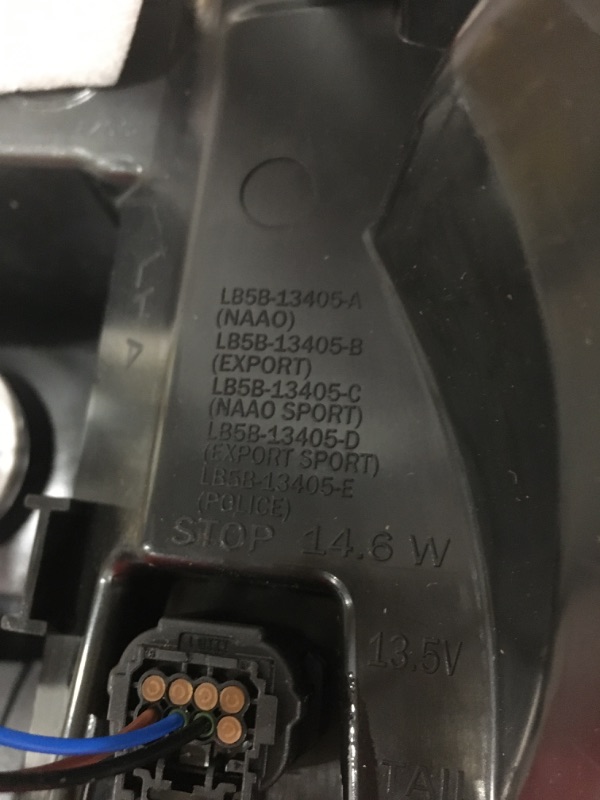 LB5B-13405-A
(NAAO)
LB5B-13405-B
(EXPORT)
LB5B-13405-C
(NAAO SPORT)
LB5B-13405-D
(EXPORT SPORT)
LB5B-13405-E
(POLICE)
STOP 14.6 W
13.5V
TAIL